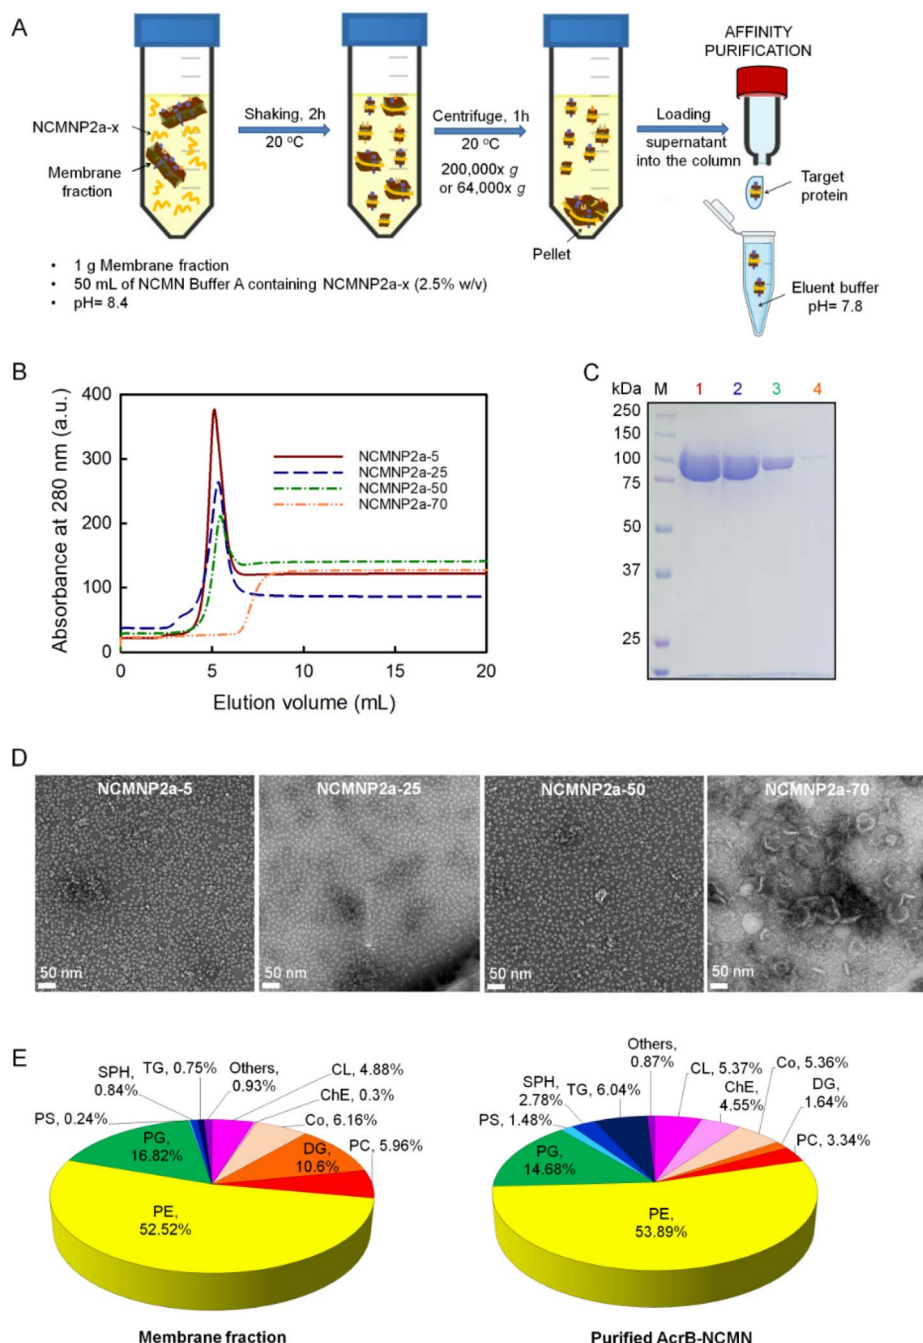 A
AFFINITY
PURIFICATION
NCMNP2a-x
Membrane
fraction
Shaking, 2h
20 °C
Centrifuge, 1h
20 °C
200,000x g
or 64,000x g
Loading
supernatant
into the column
Target
protein
Pellet
Eluent buffer
pH= 7.8
• 1 g Membrane fraction
• 50 mL of NCMN Buffer A containing NCMNP2a-x (2.5% w/v)
• pH= 8.4
B
Absorbance at 280 nm (a.u.)
400
300
200
100
0
0
5
10
15
20
Elution volume (mL)
NCMNP2a-5
NCMNP2a-25
NCMNP2a-50
NCMNP2a-70
C
kDa M 1 2 3 4
250
150
100
75
50
37
25
D
NCMNP2a-5
50 nm
NCMNP2a-25
50 nm
NCMNP2a-50
50 nm
NCMNP2a-70
50 nm
E
SPH,
0.84%
TG, 0.75%
Others,
0.93%
CL, 4.88%
ChE, 0.3%
Co, 6.16%
PC, 5.96%
DG,
10.6%
PS, 0.24%
PG,
16.82%
PE,
52.52%
Membrane fraction
Others,
0.87%
CL, 5.37%
Co, 5.36%
ChE,
4.55%
DG,
1.64%
PC, 3.34%
SPH,
2.78%
TG, 6.04%
PS, 1.48%
PG,
14.68%
PE,
53.89%
Purified AcrB-NCMN